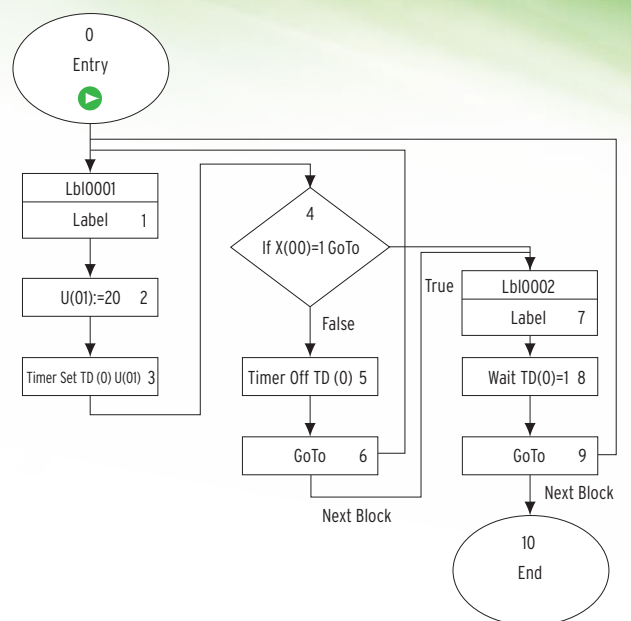 0
Entry
Lbl0001
Label 1
U(01):=20 2
Timer Set TD (0) U(01) 3
4
If X(00)=1 GoTo
False
Timer Off TD (0) 5
GoTo 6
Next Block
True
Lbl0002
Label 7
Wait TD(0)=1 8
GoTo 9
Next Block
10
End